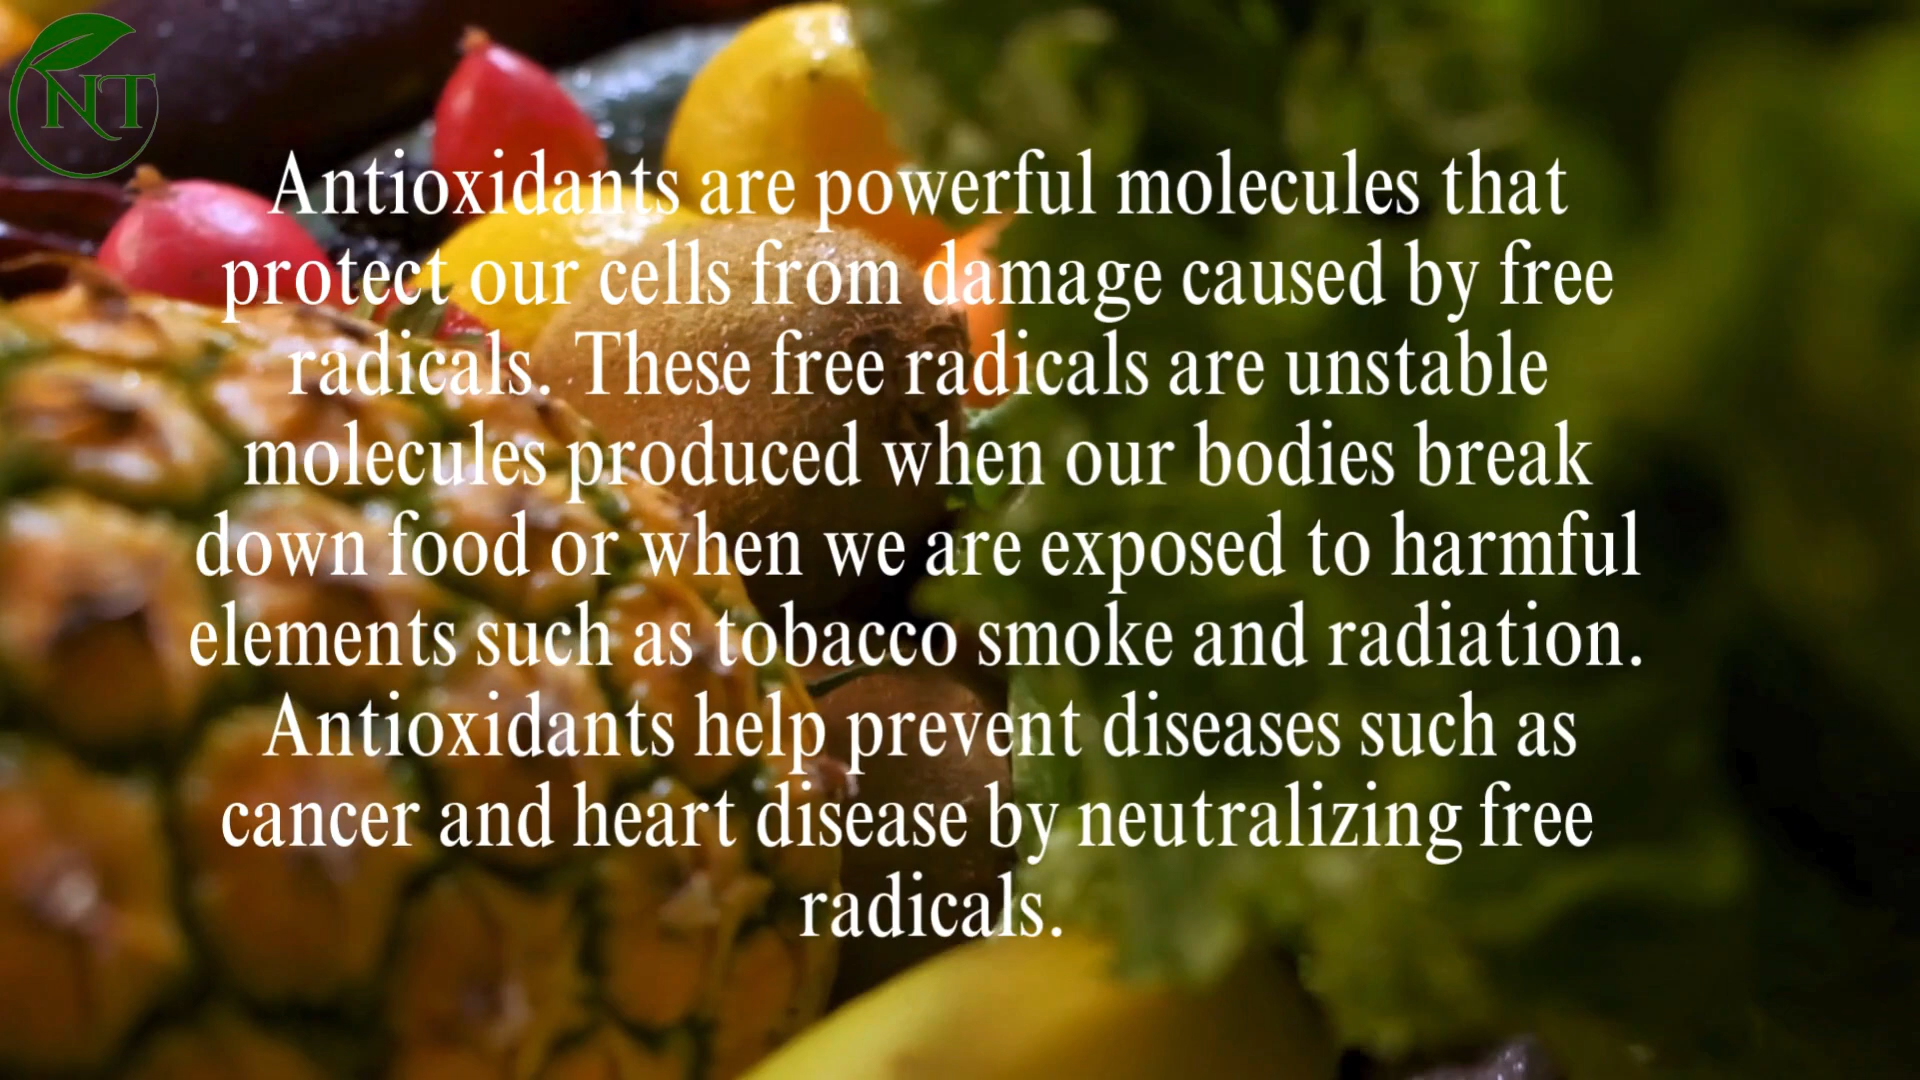 NT
Antioxidants are powerful molecules that
protect our cells from damage caused by free
radicals. These free radicals are unstable
molecules produced when our bodies break
down food or when we are exposed to harmful
elements such as tobacco smoke and radiation.
Antioxidants help prevent diseases such as
cancer and heart disease by neutralizing free
radicals.